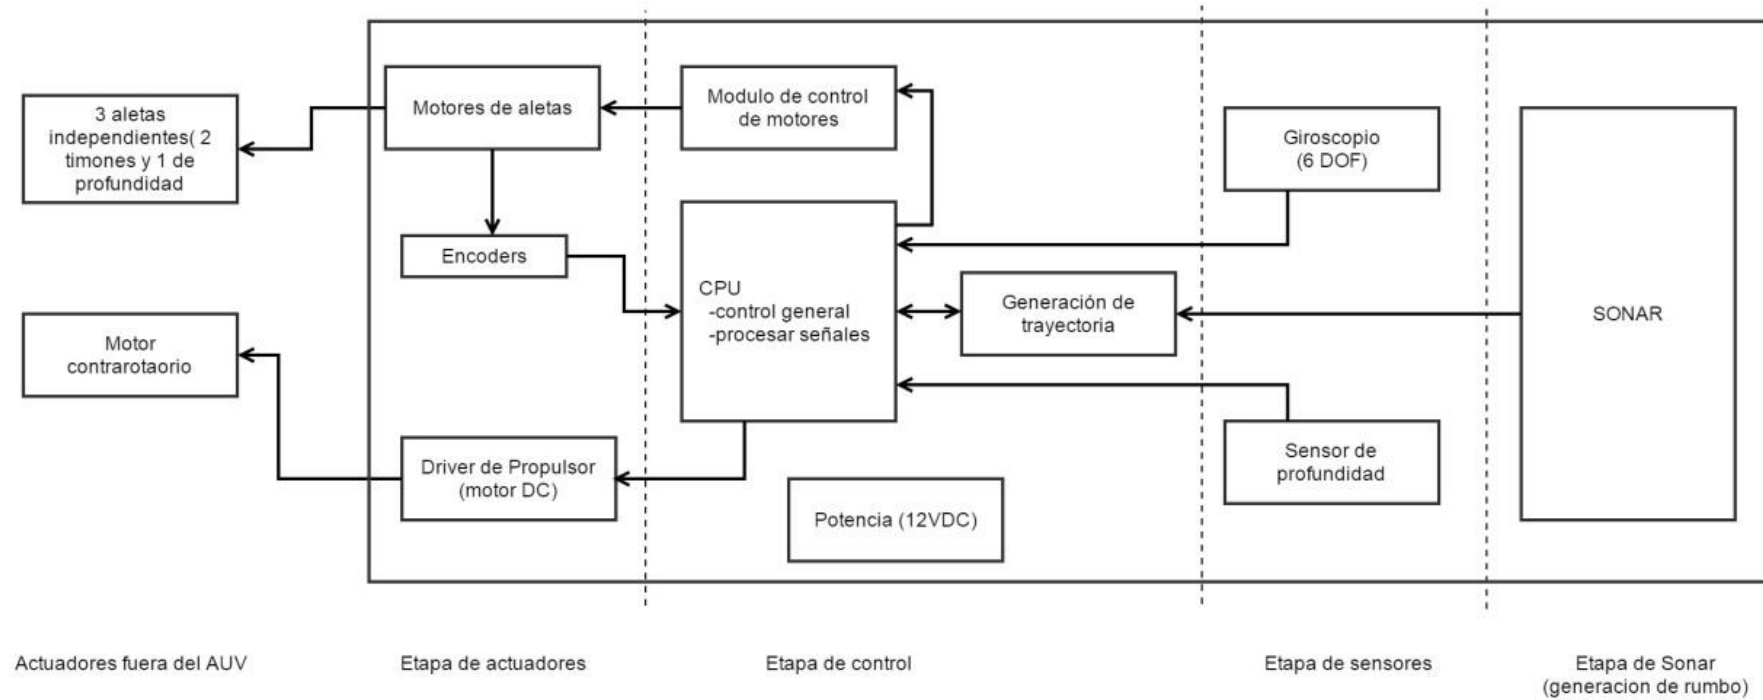 3 aletas
independientes( 2
timones y 1 de
profundidad
Motor
contrarotaorio
Motores de aletas
Encoders
Driver de Propulsor
(motor DC)
Modulo de control
de motores
CPU
-control general
-procesar señales
Generación de
trayectoria
Potencia (12VDC)
Giroscopio
(6 DOF)
Sensor de
profundidad
SONAR
Actuadores fuera del AUV
Etapa de actuadores
Etapa de control
Etapa de sensores
Etapa de Sonar
(generacion de rumbo)